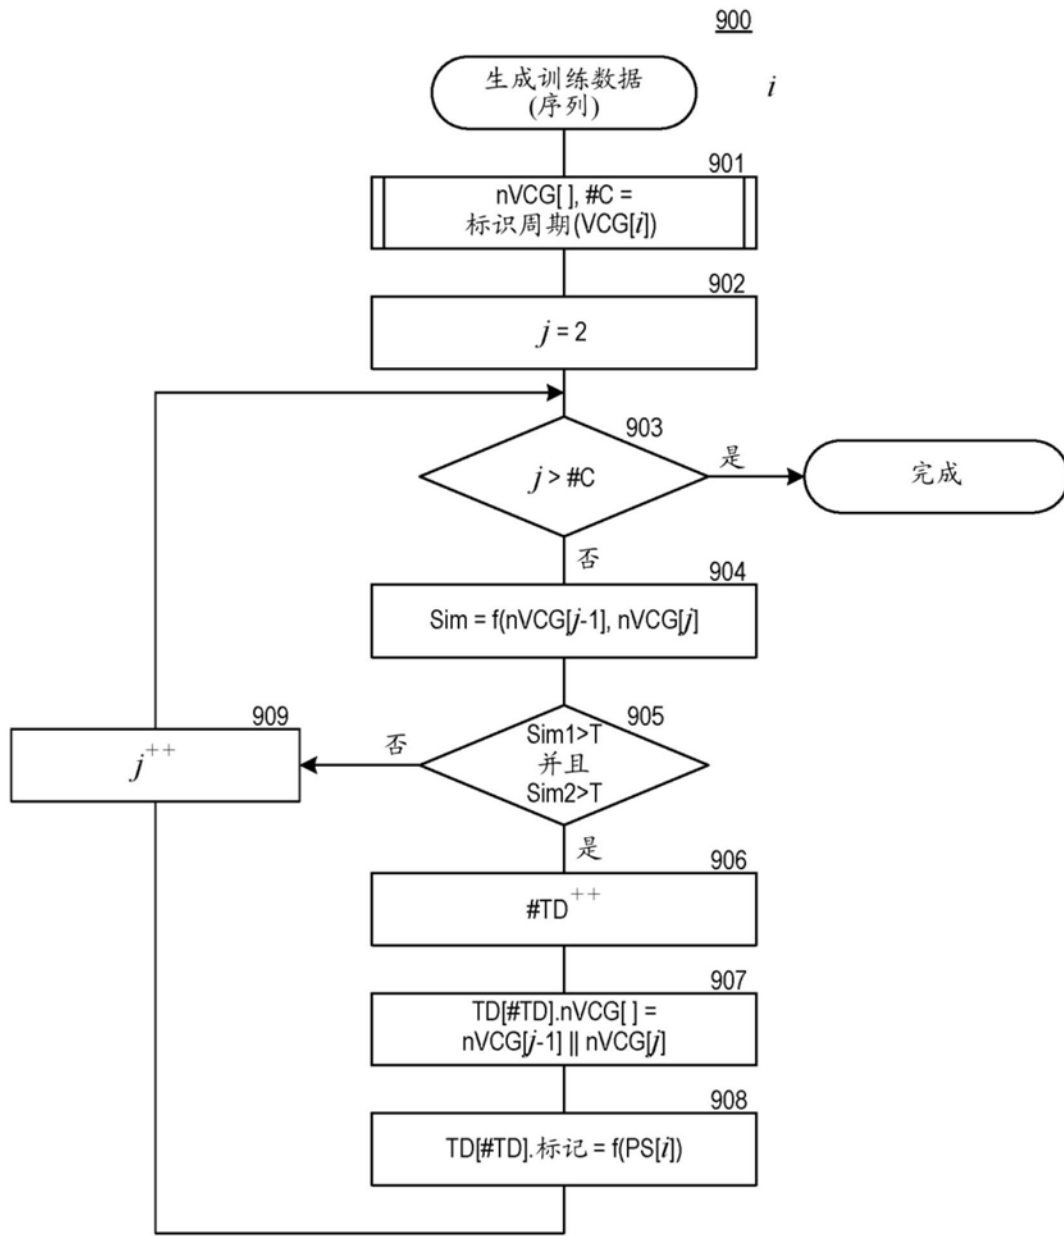 900
生成训练数据
(序列)
i
901
nVCG[ ], #C =
标识周期(VCG[i])
902
j = 2
903
j > #C
是
完成
否
904
Sim = f(nVCG[j-1], nVCG[j]
905
Sim1>T
并且
Sim2>T
否
909
j++
是
906
#TD++
907
TD[#TD].nVCG[ ] =
nVCG[j-1] || nVCG[j]
908
TD[#TD].标记 = f(PS[i])